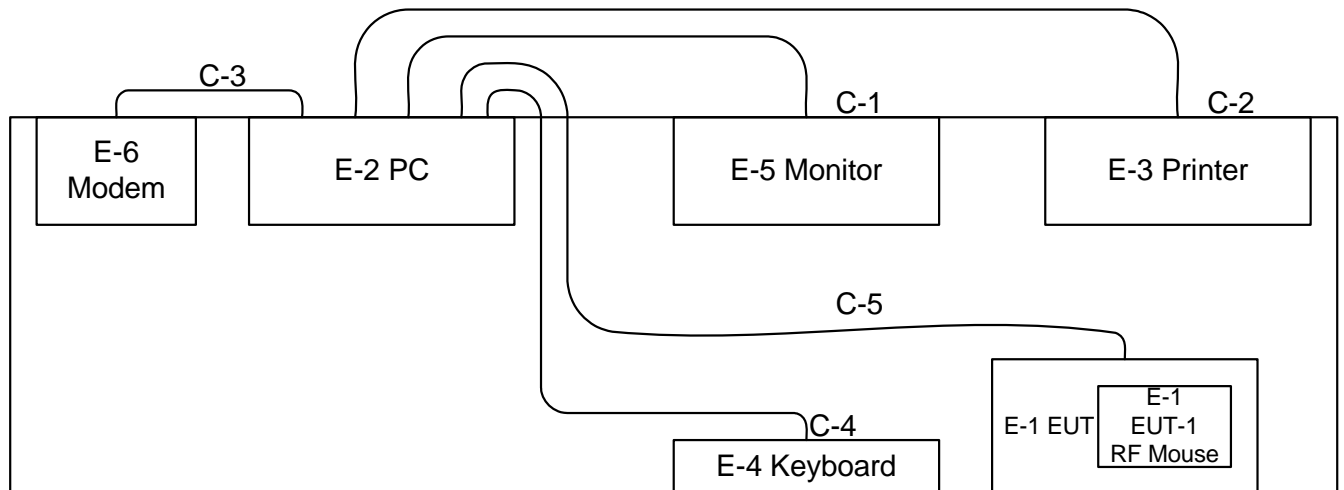 C-3
C-1
C-2
E-6
Modem
E-2 PC
E-5 Monitor
E-3 Printer
C-5
E-1 EUT
E-1
EUT-1
RF Mouse
C-4
E-4 Keyboard